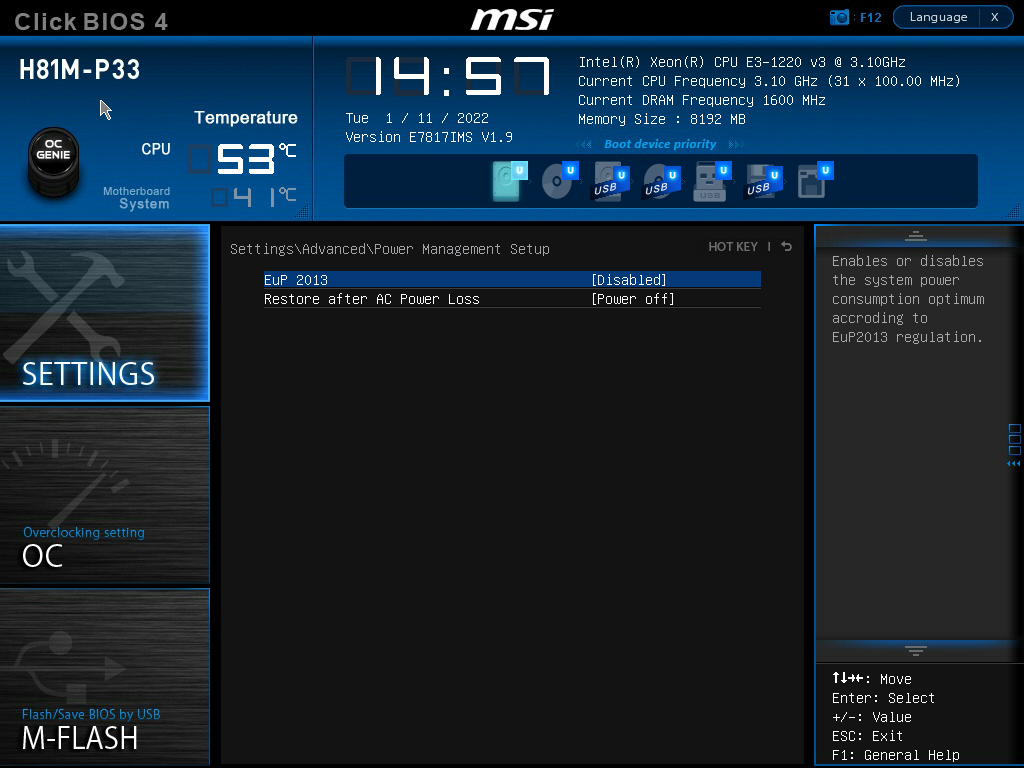 Click BIOS 4
msi
: F12
Language
X
H81M-P33
OC
GENIE
Temperature
CPU
53℃
Motherboard
System
41℃
14:57
Tue 1 / 11 / 2022
Version E7817IMS V1.9
Intel(R) Xeon(R) CPU E3-1220 v3 @ 3.10GHz
Current CPU Frequency 3.10 GHz (31 x 100.00 MHz)
Current DRAM Frequency 1600 MHz
Memory Size : 8192 MB
Boot device priority
U U USB U USB U USB U USB U U
SETTINGS
Overclocking setting
OC
Flash/Save BIOS by USB
M-FLASH
Settings\Advanced\Power Management Setup
HOT KEY |
EuP 2013 [Disabled]
Restore after AC Power Loss [Power off]
Enables or disables
the system power
consumption optimum
accroding to
EuP2013 regulation.
↑↓→←: Move
Enter: Select
+/-: Value
ESC: Exit
F1: General Help